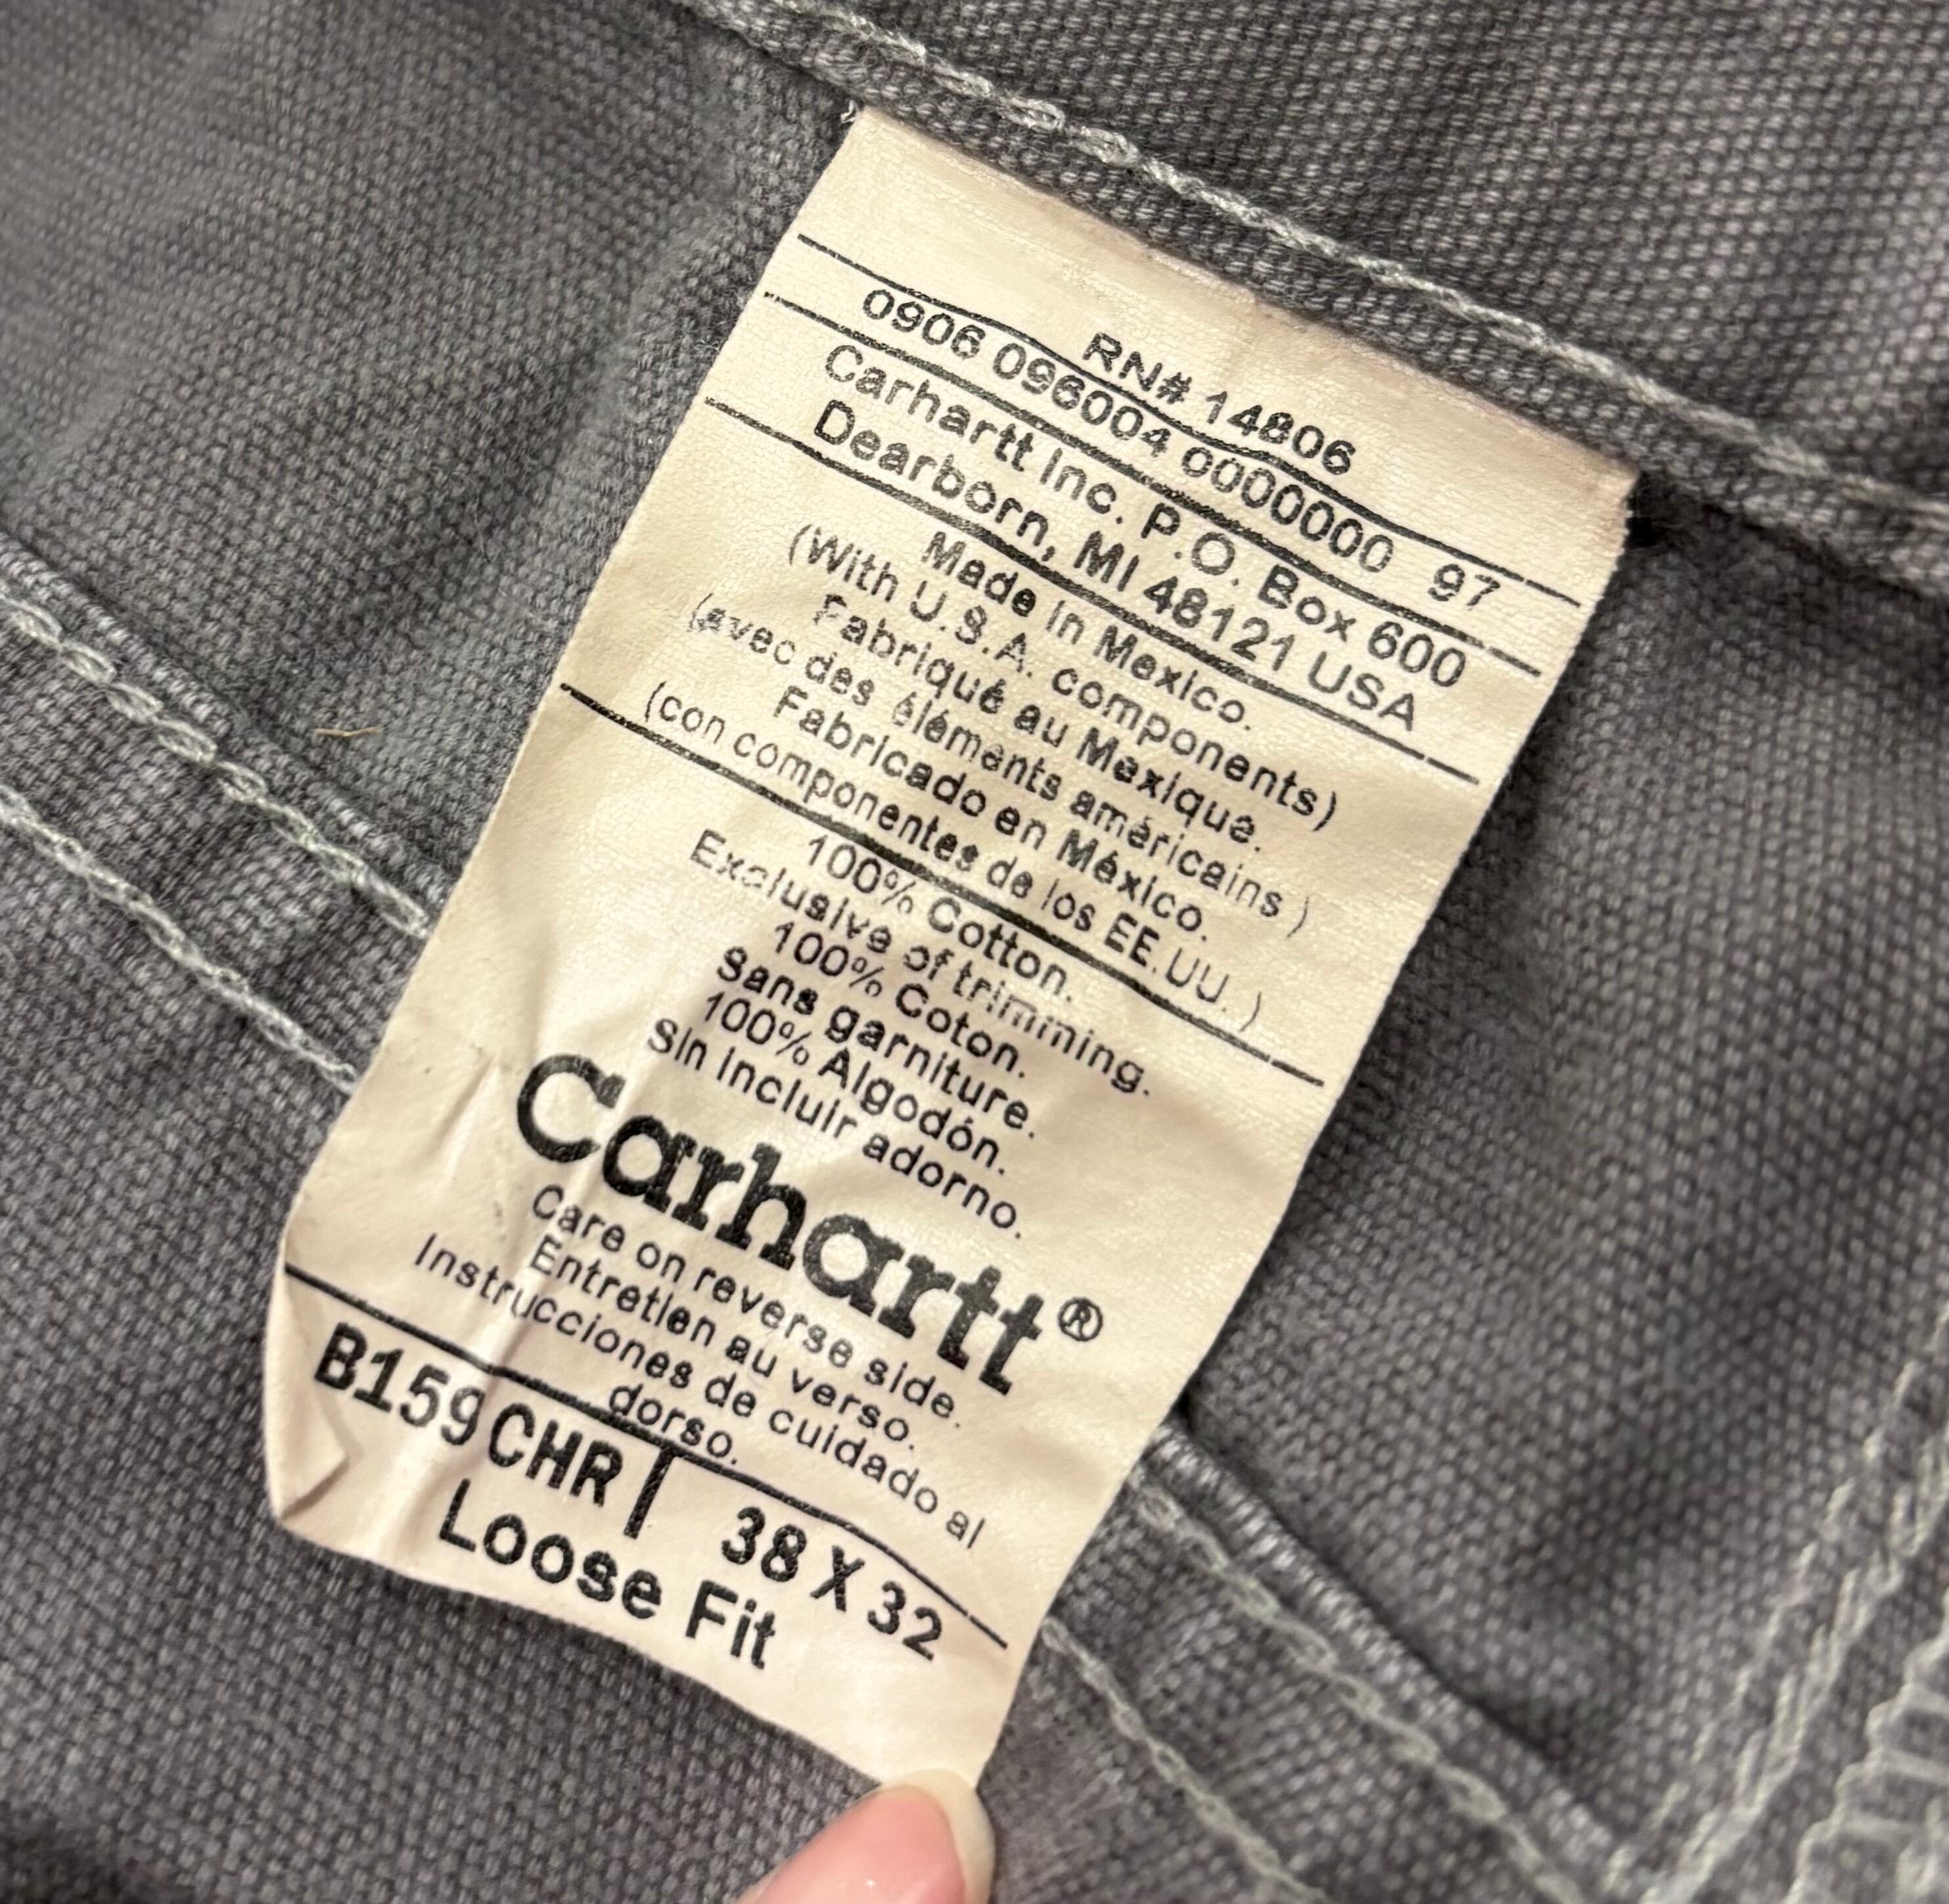 RN# 14806
0906 096004 0000000 97
Carhartt Inc. P.O. Box 600
Dearborn, MI 48121 USA
Made in Mexico.
(With U.S.A. components)
Fabriqué au Mexique.
(avec des éléments américains )
Fabricado en México.
(con componentes de los EE.UU. )
100% Cotton.
Exclusive of trimming.
100% Coton.
Sans garniture.
100% Algodón.
Sin incluir adorno.
Carhartt®
Care on reverse side.
Entretien au verso.
Instrucciones de cuidado al
dorso.
B159CHR 38 X 32
Loose Fit